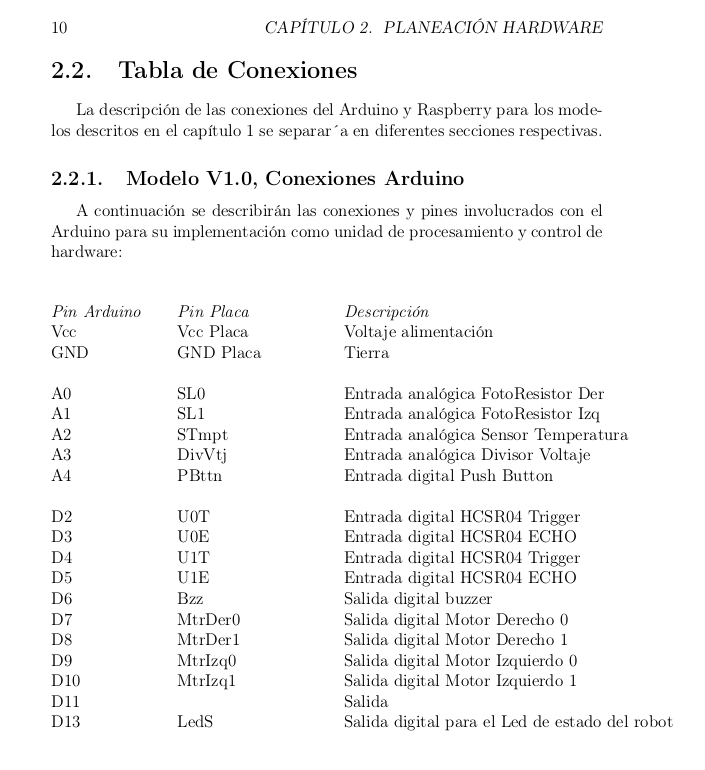 10 CAPÍTULO 2. PLANEACIÓN HARDWARE
2.2. Tabla de Conexiones
La descripción de las conexiones del Arduino y Raspberry para los mode-
los descritos en el capítulo 1 se separar´a en diferentes secciones respectivas.
2.2.1. Modelo V1.0, Conexiones Arduino
A continuación se describirán las conexiones y pines involucrados con el
Arduino para su implementación como unidad de procesamiento y control de
hardware:
Pin Arduino Pin Placa Descripción
Vcc Vcc Placa Voltaje alimentación
GND GND Placa Tierra
A0 SL0 Entrada analógica FotoResistor Der
A1 SL1 Entrada analógica FotoResistor Izq
A2 STmpt Entrada analógica Sensor Temperatura
A3 DivVtj Entrada analógica Divisor Voltaje
A4 PBttn Entrada digital Push Button
D2 U0T Entrada digital HCSR04 Trigger
D3 U0E Entrada digital HCSR04 ECHO
D4 U1T Entrada digital HCSR04 Trigger
D5 U1E Entrada digital HCSR04 ECHO
D6 Bzz Salida digital buzzer
D7 MtrDer0 Salida digital Motor Derecho 0
D8 MtrDer1 Salida digital Motor Derecho 1
D9 MtrIzq0 Salida digital Motor Izquierdo 0
D10 MtrIzq1 Salida digital Motor Izquierdo 1
D11 Salida
D13 LedS Salida digital para el Led de estado del robot